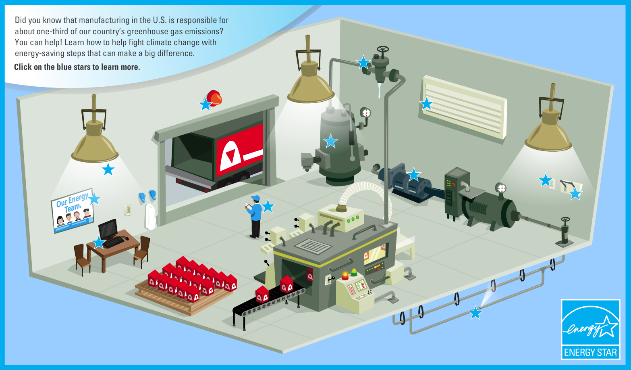 Did you know that manufacturing in the U.S. is responsible for
about one-third of our country's greenhouse gas emissions?
You can help! Learn how to help fight climate change with
energy-saving steps that can make a big difference.
Click on the blue stars to learn more.
Our Energy
Team.
energy
ENERGY STAR